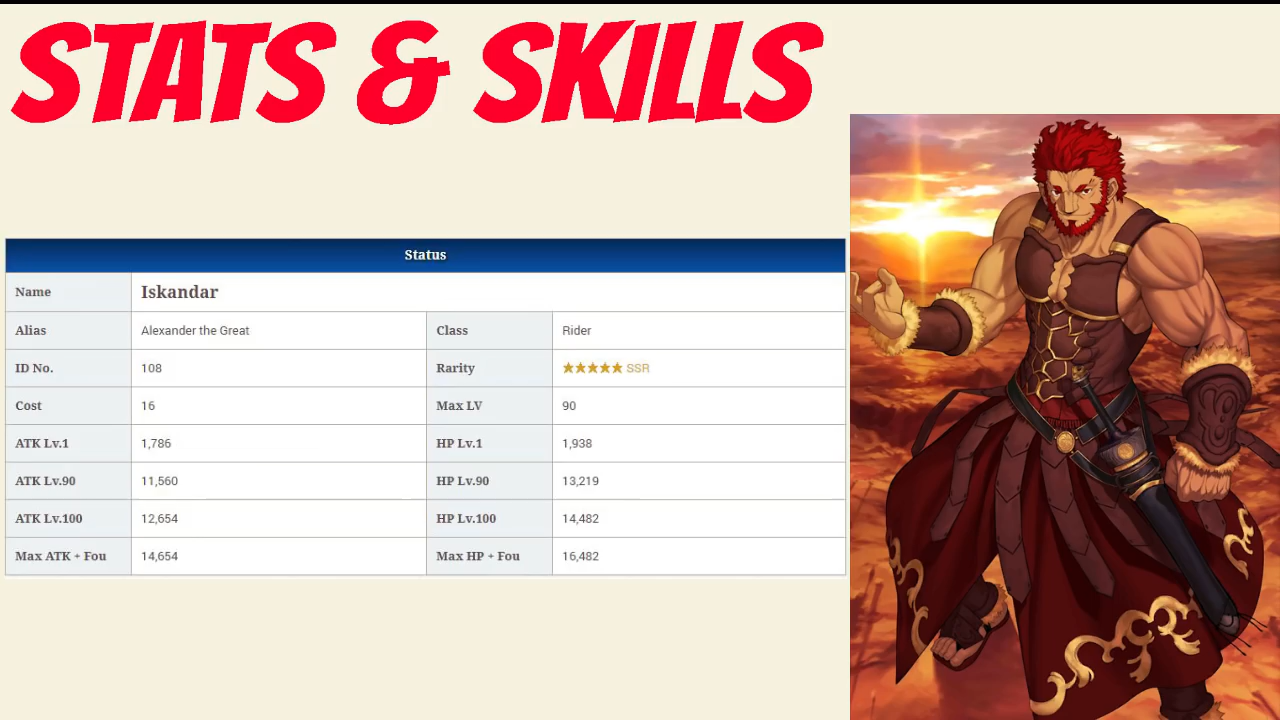 STATS & SKILLS
Status
Name Iskandar
Alias Alexander the Great Class Rider
ID No. 108 Rarity ★★★★★ SSR
Cost 16 Max LV 90
ATK Lv.1 1,786 HP Lv.1 1,938
ATK Lv.90 11,560 HP Lv.90 13,219
ATK Lv.100 12,654 HP Lv.100 14,482
Max ATK + Fou 14,654 Max HP + Fou 16,482